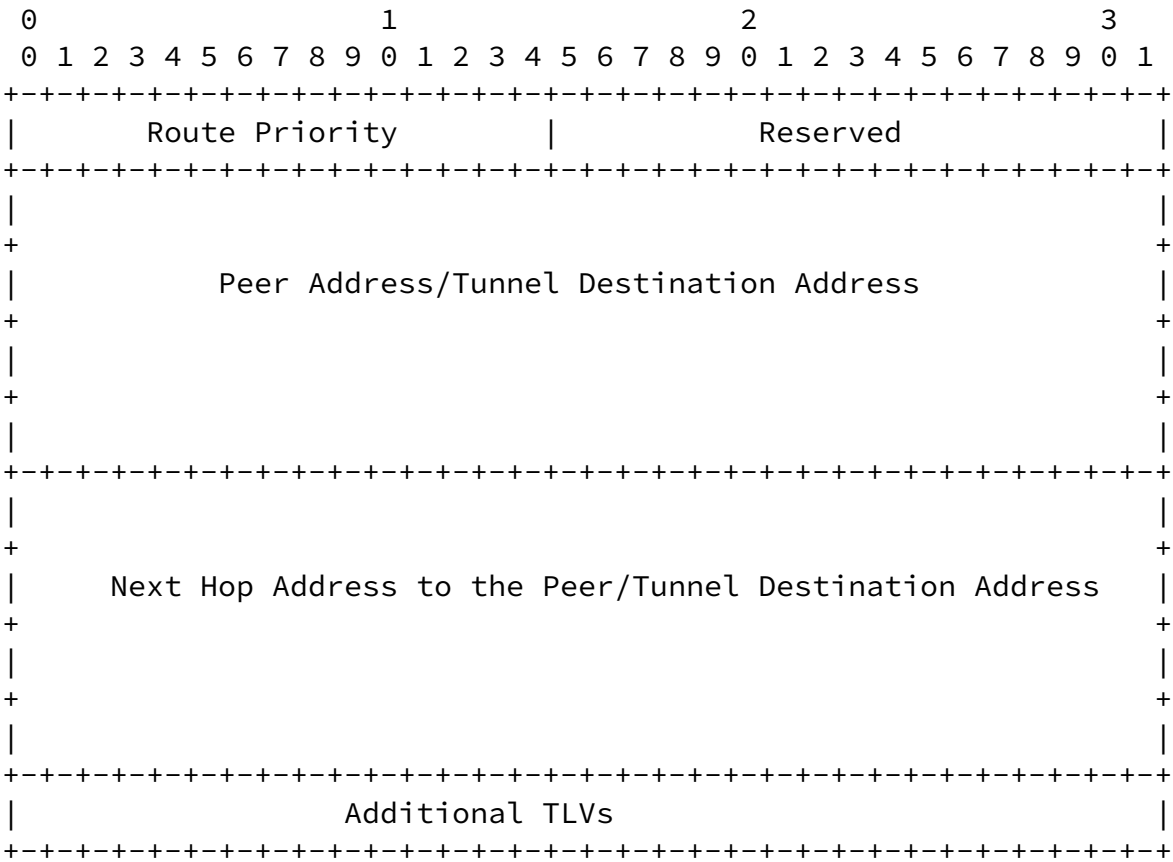 0                   1                   2                   3
 0 1 2 3 4 5 6 7 8 9 0 1 2 3 4 5 6 7 8 9 0 1 2 3 4 5 6 7 8 9 0 1
+-+-+-+-+-+-+-+-+-+-+-+-+-+-+-+-+-+-+-+-+-+-+-+-+-+-+-+-+-+-+-+-+
|       Route Priority        |           Reserved              |
+-+-+-+-+-+-+-+-+-+-+-+-+-+-+-+-+-+-+-+-+-+-+-+-+-+-+-+-+-+-+-+-+
|                                                               |
+                                                               +
|           Peer Address/Tunnel Destination Address             |
+                                                               +
|                                                               |
+                                                               +
|                                                               |
+-+-+-+-+-+-+-+-+-+-+-+-+-+-+-+-+-+-+-+-+-+-+-+-+-+-+-+-+-+-+-+-+
|                                                               |
+                                                               +
|     Next Hop Address to the Peer/Tunnel Destination Address   |
+                                                               +
|                                                               |
+                                                               +
|                                                               |
+-+-+-+-+-+-+-+-+-+-+-+-+-+-+-+-+-+-+-+-+-+-+-+-+-+-+-+-+-+-+-+-+
|                  Additional TLVs                              |
+-+-+-+-+-+-+-+-+-+-+-+-+-+-+-+-+-+-+-+-+-+-+-+-+-+-+-+-+-+-+-+-+